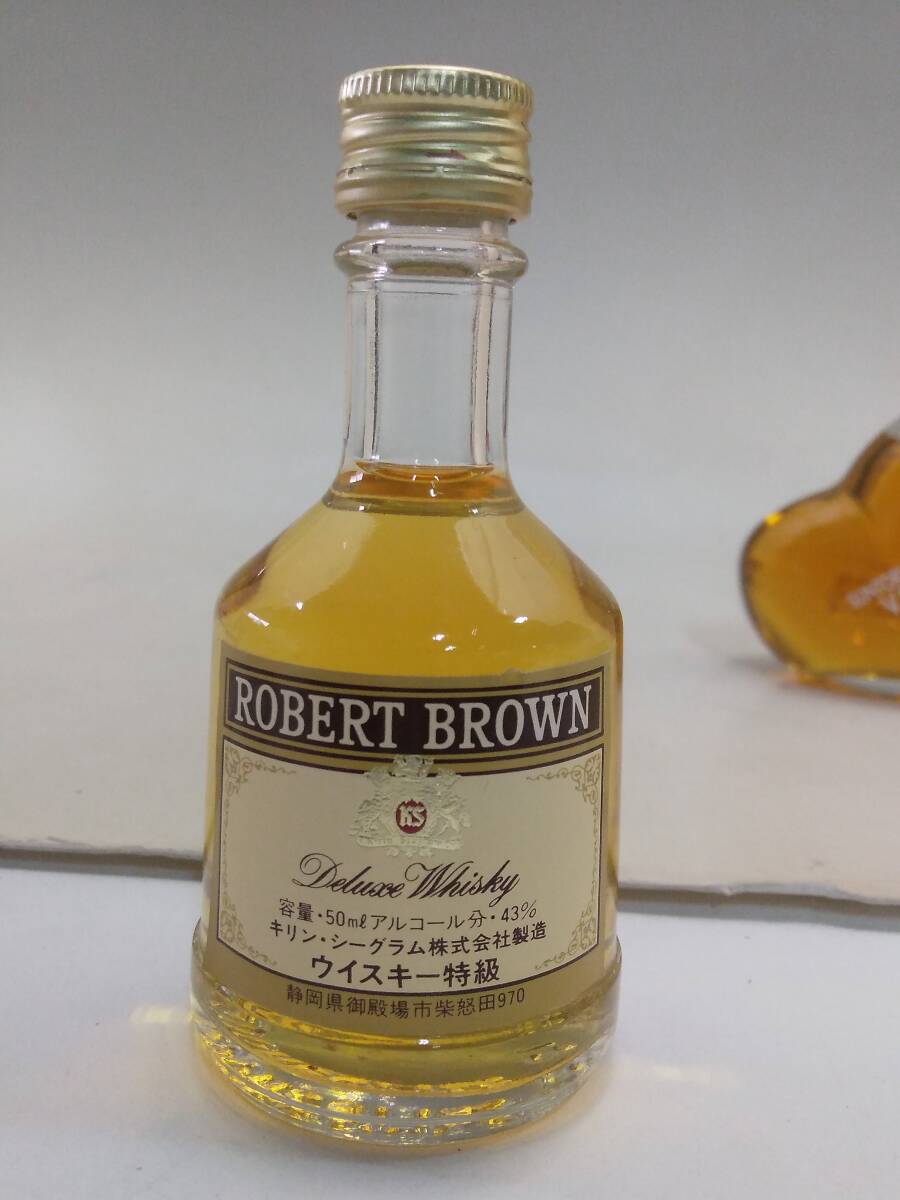 ROBERT BROWN
KS
Deluxe Whisky
容量・50mlアルコール分・43%
キリン・シーグラム株式会社製造
ウイスキー特級
静岡県御殿場市柴怒田970